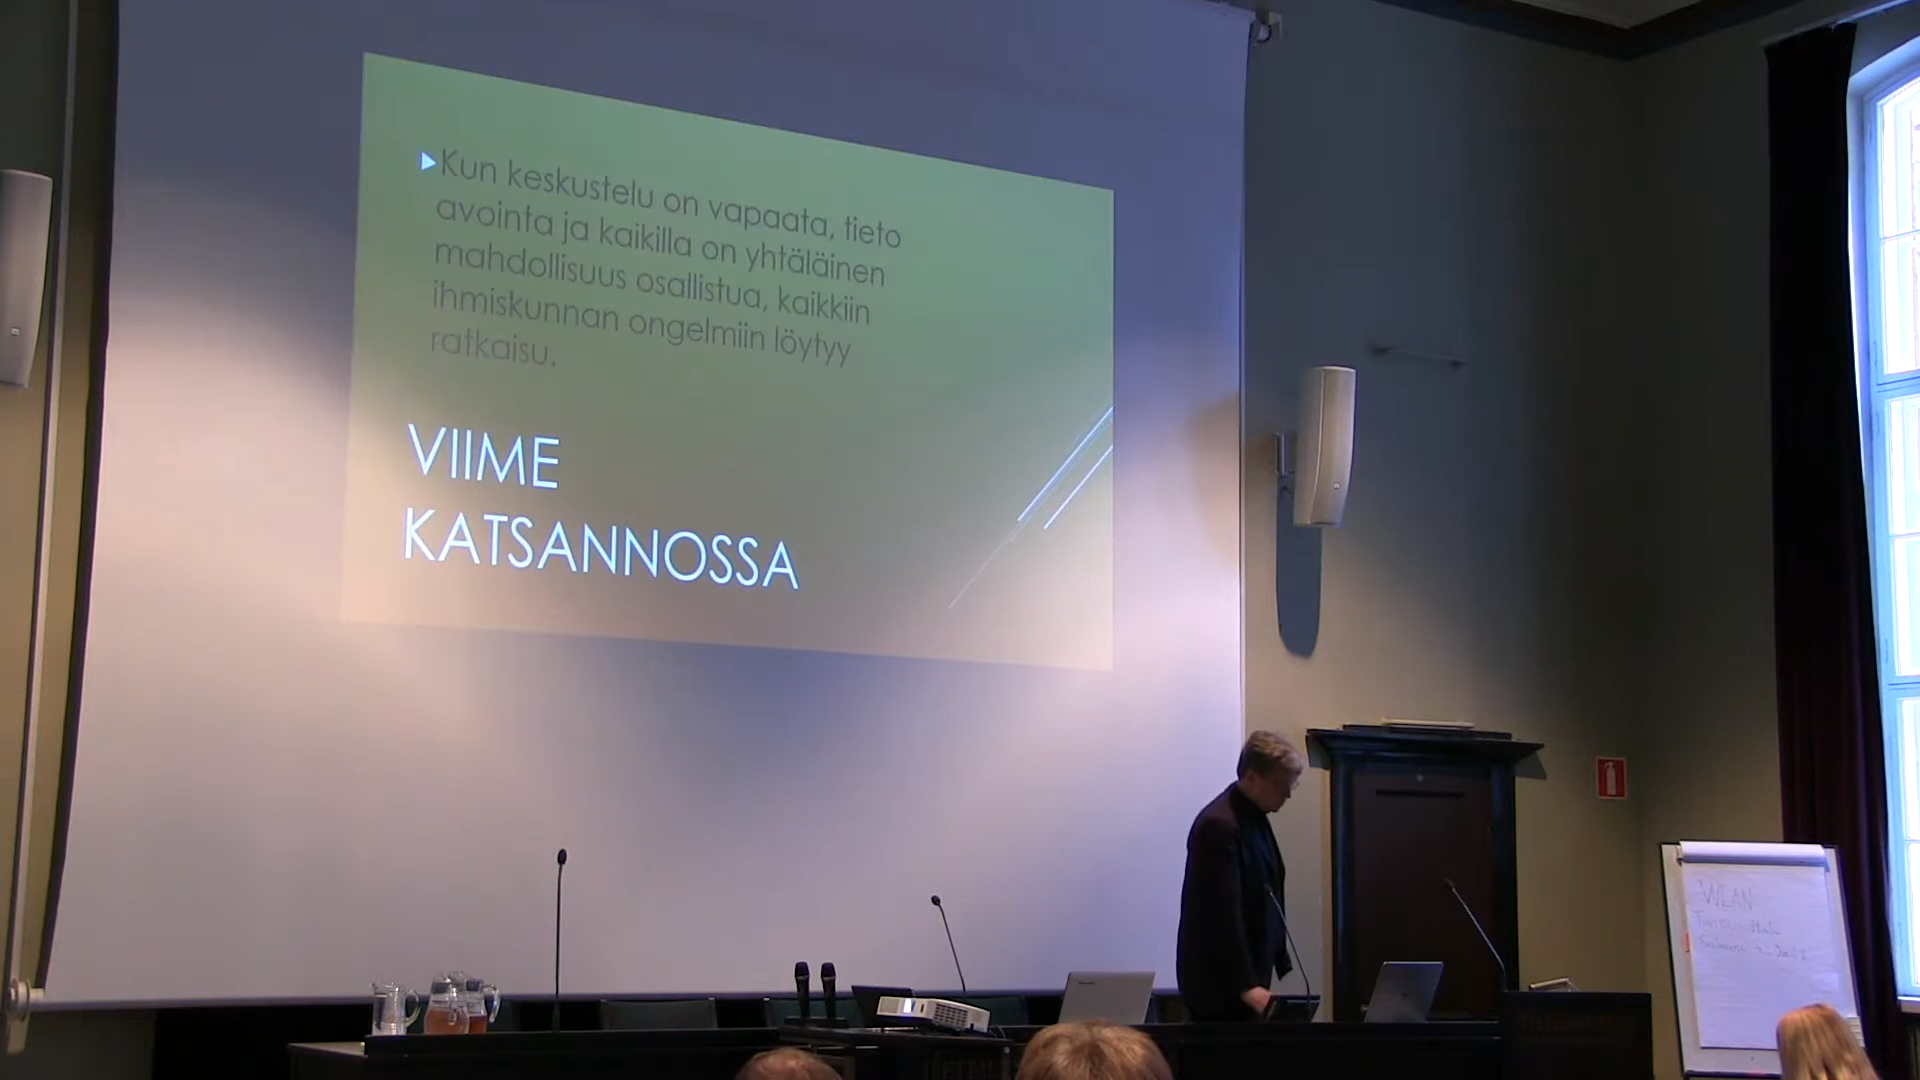 Kun keskustelu on vapaata, tieto
avointa ja kaikilla on yhtäläinen
mahdollisuus osallistua, kaikkiin
ihmiskunnan ongelmiin löytyy
ratkaisu.
VIIME
KATSANNOSSA
WLAN